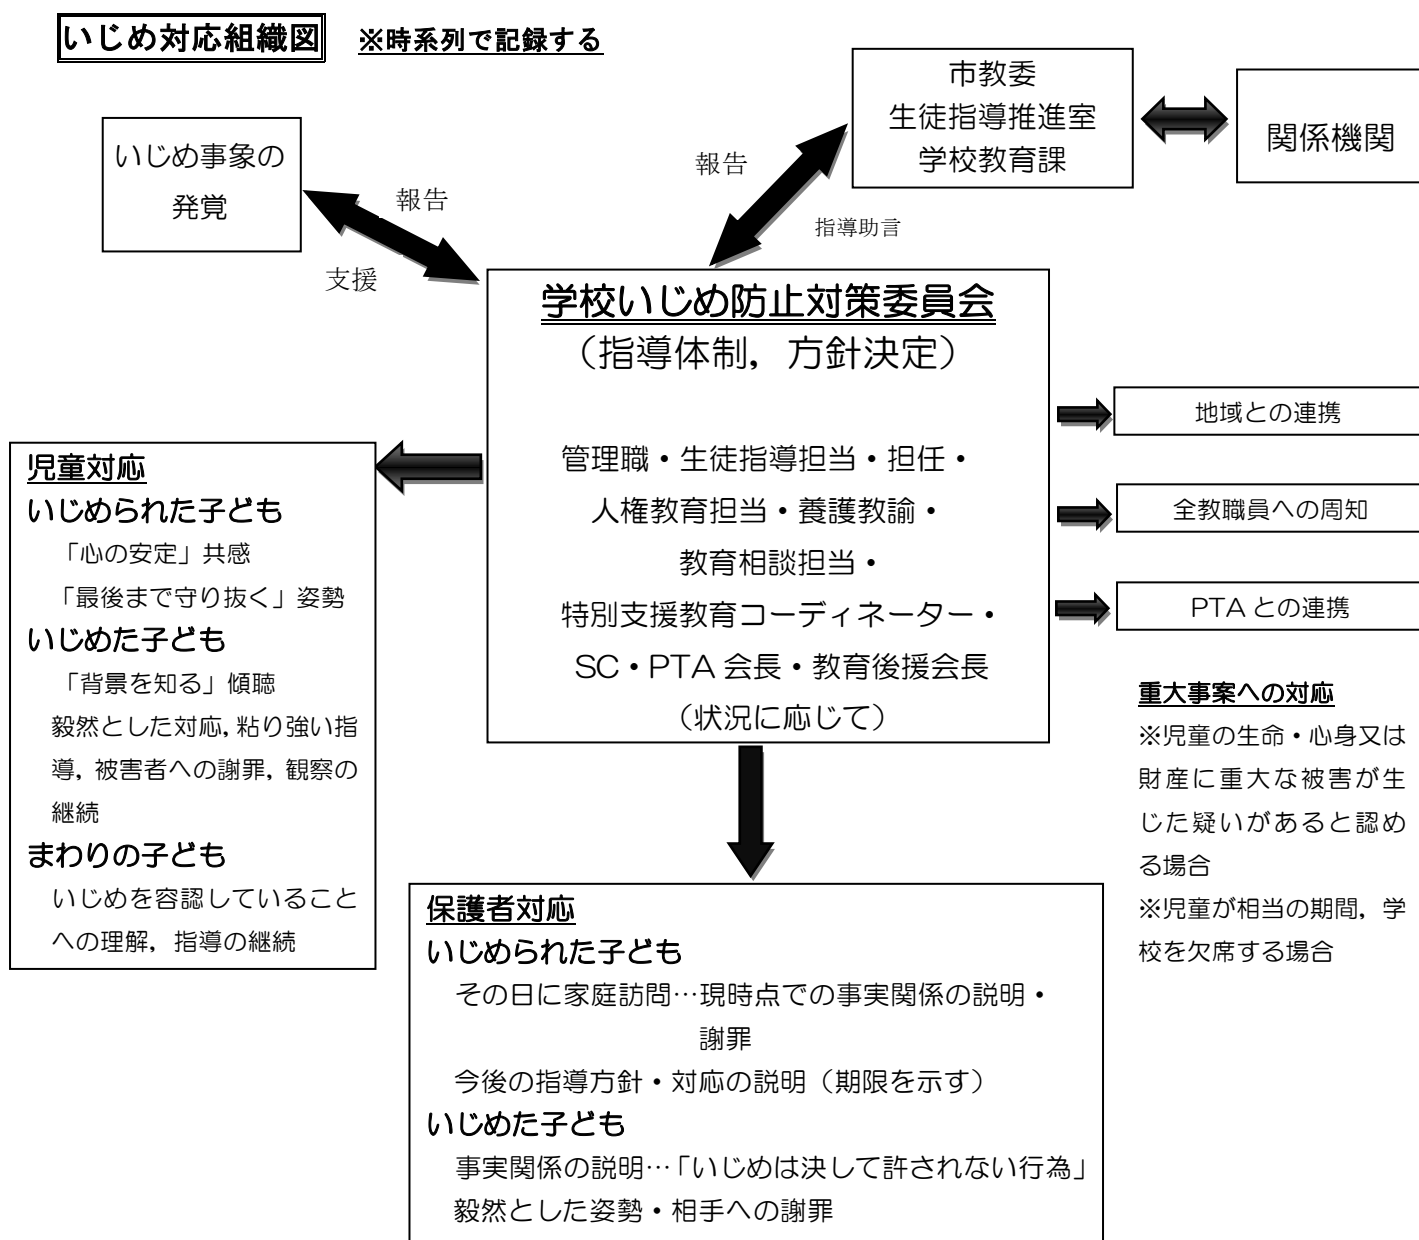 いじめ対応組織図 ※時系列で記録する
市教委
生徒指導推進室
学校教育課
関係機関
いじめ事象の
発覚
報告
支援
報告
指導助言
学校いじめ防止対策委員会
（指導体制，方針決定）
管理職・生徒指導担当・担任・
人権教育担当・養護教諭・
教育相談担当・
特別支援教育コーディネーター・
SC・PTA 会長・教育後援会長
（状況に応じて）
地域との連携
全教職員への周知
PTA との連携
児童対応
いじめられた子ども
「心の安定」共感
「最後まで守り抜く」姿勢
いじめた子ども
「背景を知る」傾聴
毅然とした対応，粘り強い指
導，被害者への謝罪，観察の
継続
まわりの子ども
いじめを容認していること
への理解，指導の継続
重大事案への対応
※児童の生命・心身又は
財産に重大な被害が生
じた疑いがあると認め
る場合
※児童が相当の期間，学
校を欠席する場合
保護者対応
いじめられた子ども
その日に家庭訪問…現時点での事実関係の説明・
謝罪
今後の指導方針・対応の説明（期限を示す）
いじめた子ども
事実関係の説明…「いじめは決して許されない行為」
毅然とした姿勢・相手への謝罪